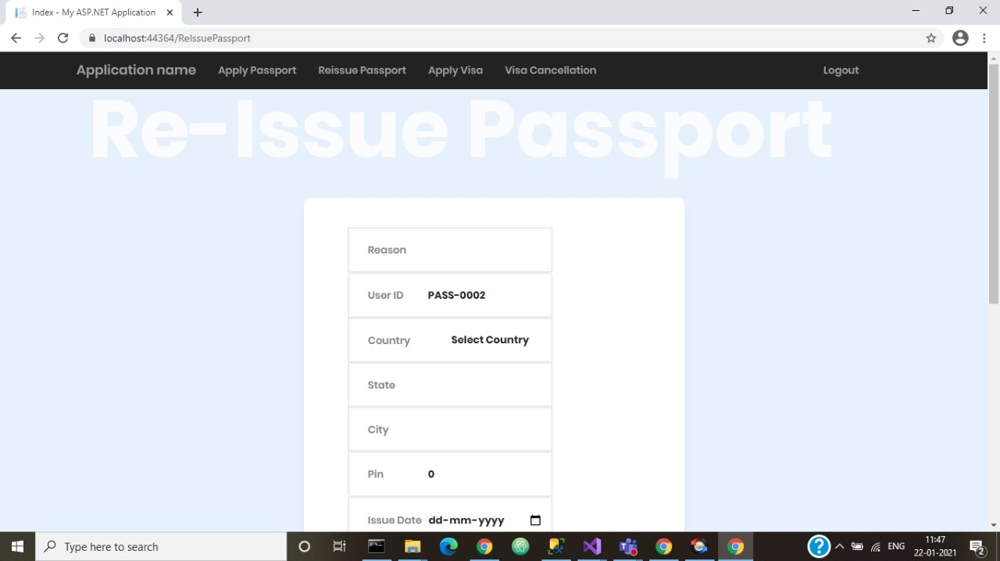 Index - My ASP.NET Application
localhost:44364/ReIssuePassport
Application name Apply Passport Reissue Passport Apply Visa Visa Cancellation Logout
Re-Issue Passport
Reason
User ID PASS-0002
Country Select Country
State
City
Pin 0
Issue Date dd-mm-yyyy
Type here to search
ENG
11:47
22-01-2021
2